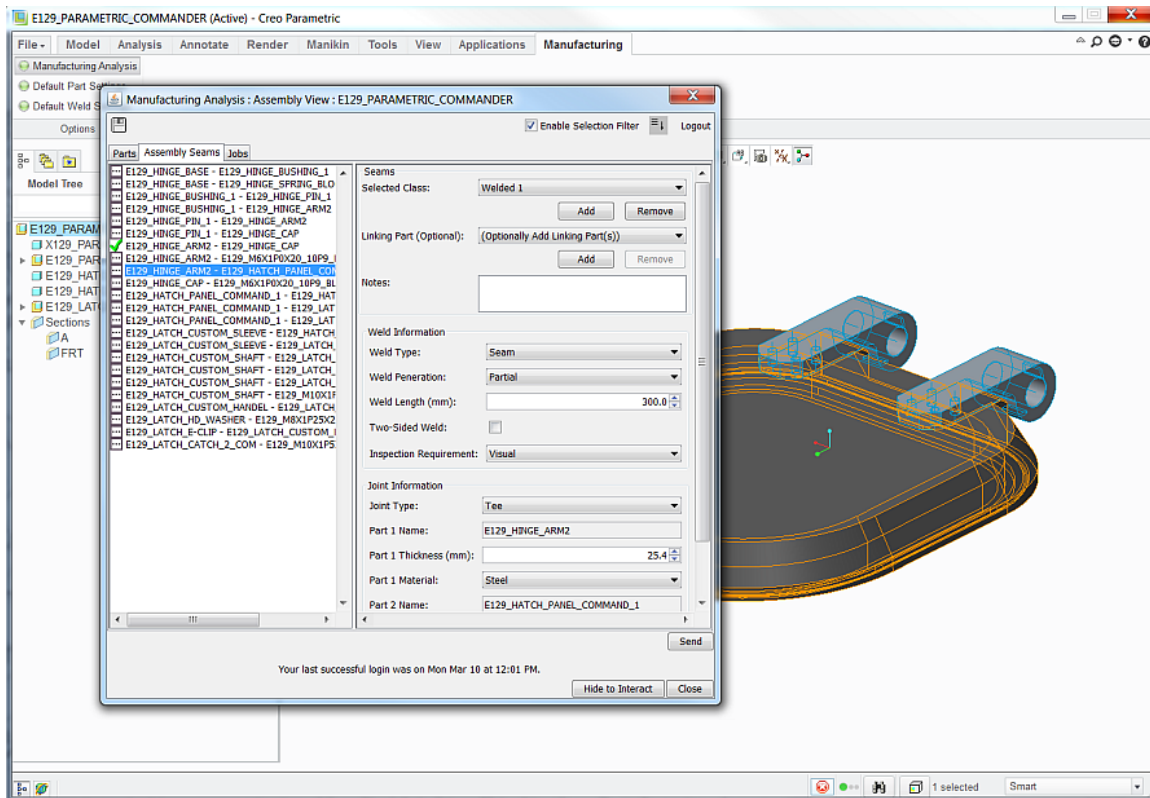 E129_PARAMETRIC_COMMANDER (Active) - Creo Parametric
File Model Analysis Annotate Render Manikin Tools View Applications Manufacturing
Manufacturing Analysis
Default Part Settings
Default Weld S
Options
Model Tree
E129_PARAM
X129_PAR
E129_PAR
E129_HAT
E129_HAT
E129_LAT
Sections
A
FRT
Manufacturing Analysis : Assembly View : E129_PARAMETRIC_COMMANDER
Enable Selection Filter Logout
Parts Assembly Seams Jobs
E129_HINGE_BASE - E129_HINGE_BUSHING_1
E129_HINGE_BASE - E129_HINGE_SPRING_BLO
E129_HINGE_BUSHING_1 - E129_HINGE_PIN_1
E129_HINGE_BUSHING_1 - E129_HINGE_ARM2
E129_HINGE_PIN_1 - E129_HINGE_ARM2
E129_HINGE_PIN_1 - E129_HINGE_CAP
E129_HINGE_ARM2 - E129_HINGE_CAP
E129_HINGE_ARM2 - E129_M6X1P0X20_10P9_
E129_HINGE_ARM2 - E129_HATCH_PANEL_CON
E129_HINGE_CAP - E129_M6X1P0X20_10P9_BL
E129_HATCH_PANEL_COMMAND_1 - E129_HAT
E129_HATCH_PANEL_COMMAND_1 - E129_LAT
E129_HATCH_PANEL_COMMAND_1 - E129_LAT
E129_LATCH_CUSTOM_SLEEVE - E129_HATCH_
E129_LATCH_CUSTOM_SLEEVE - E129_LATCH_
E129_HATCH_CUSTOM_SHAFT - E129_LATCH_
E129_HATCH_CUSTOM_SHAFT - E129_LATCH_
E129_HATCH_CUSTOM_SHAFT - E129_LATCH_
E129_HATCH_CUSTOM_SHAFT - E129_M10X1F
E129_LATCH_CUSTOM_HANDEL - E129_LATCH_
E129_LATCH_HD_WASHER - E129_M8X1P25X2
E129_LATCH_E-CLIP - E129_LATCH_CUSTOM_
E129_LATCH_CATCH_2_COM - E129_M10X1P5
Seams
Selected Class: Welded 1
Add Remove
Linking Part (Optional): (Optionally Add Linking Part(s))
Add Remove
Notes:
Weld Information
Weld Type: Seam
Weld Peneration: Partial
Weld Length (mm): 300.0
Two-Sided Weld:
Inspection Requirement: Visual
Joint Information
Joint Type: Tee
Part 1 Name: E129_HINGE_ARM2
Part 1 Thickness (mm): 25.4
Part 1 Material: Steel
Part 2 Name: E129_HATCH_PANEL_COMMAND_1
Send
Your last successful login was on Mon Mar 10 at 12:01 PM.
Hide to Interact Close
1 selected Smart